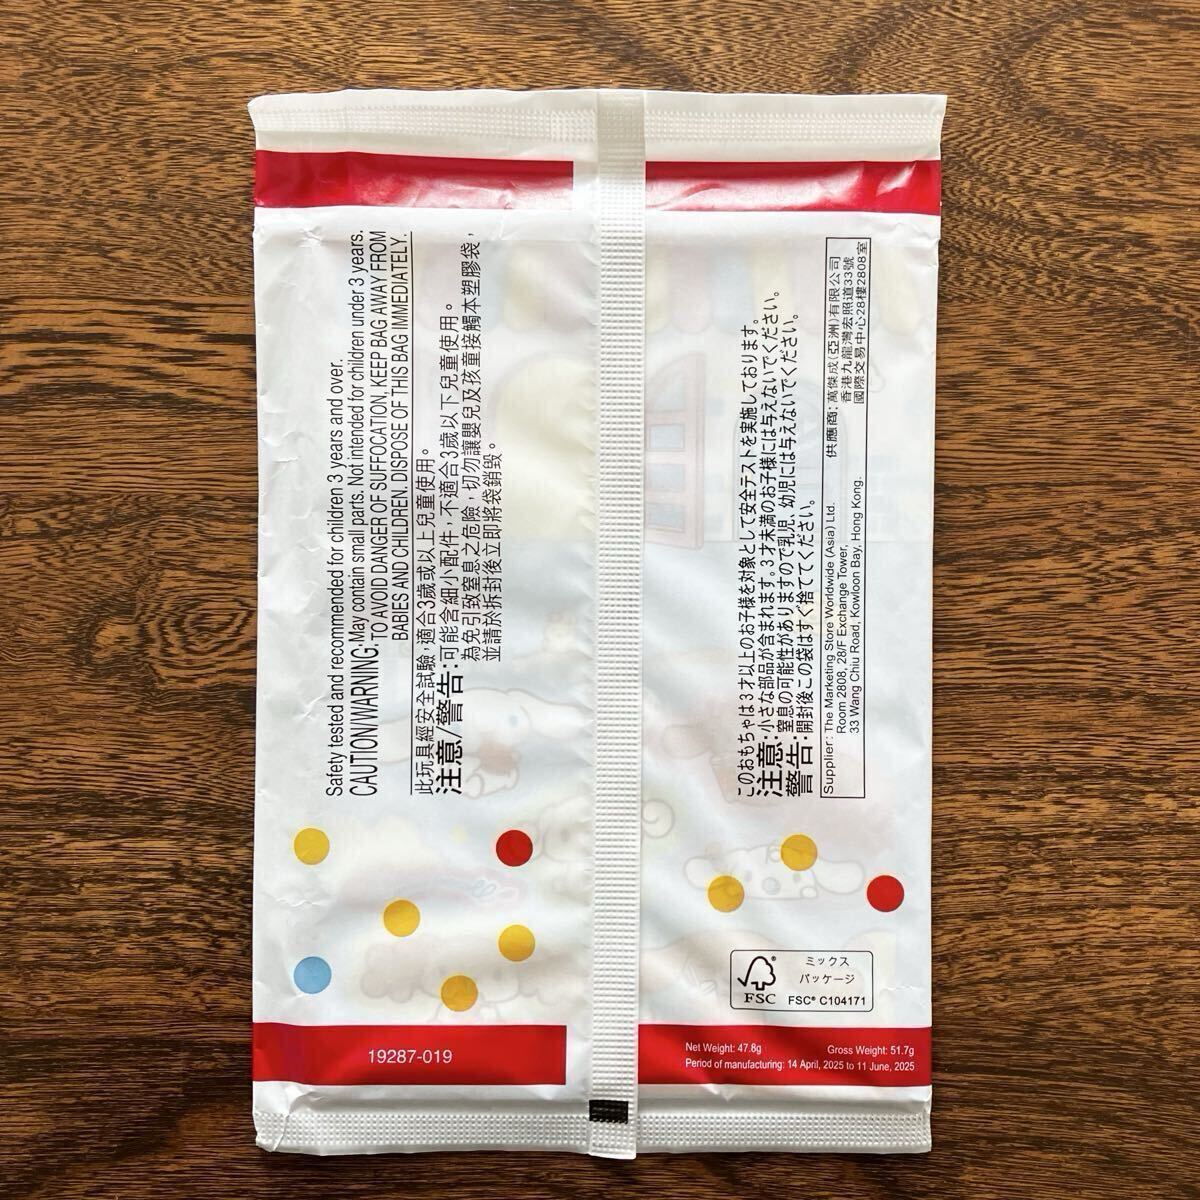 Safety tested and recommended for children 3 years and over.
CAUTION/WARNING:May contain small parts. Not intended for children under 3 years.
TO AVOID DANGER OF SUFFOCATION, KEEP BAG AWAY FROM
BABIES AND CHILDREN. DISPOSE OF THIS BAG IMMEDIATELY.
此玩具經安全試驗，適合3歲或以上兒童使用。
注意/警告：可能含細小配件，不適合3歲以下兒童使用。
為免引致窒息之危險，切勿讓嬰兒及孩童接觸本塑膠袋，
並請於拆封後立即將袋銷毀。
このおもちゃは3才以上のお子様を対象として安全テストを実施しております。
注意：小さな部品が含まれます。3才未満のお子様には与えないでください。
警告：窒息の可能性がありますので乳児、幼児には与えないでください。
開封後この袋はすぐ捨ててください。
Supplier: The Marketing Store Worldwide (Asia) Ltd.
Room 2808, 28/F Exchange Tower,
33 Wang Chiu Road, Kowloon Bay, Hong Kong.
供應商：萬傑成(亞洲)有限公司
香港九龍灣宏照道33號
國際交易中心28樓2808室
ミックス
パッケージ
FSC
FSC® C104171
19287-019
Net Weight: 47.8g Gross Weight: 51.7g
Period of manufacturing: 14 April, 2025 to 11 June, 2025